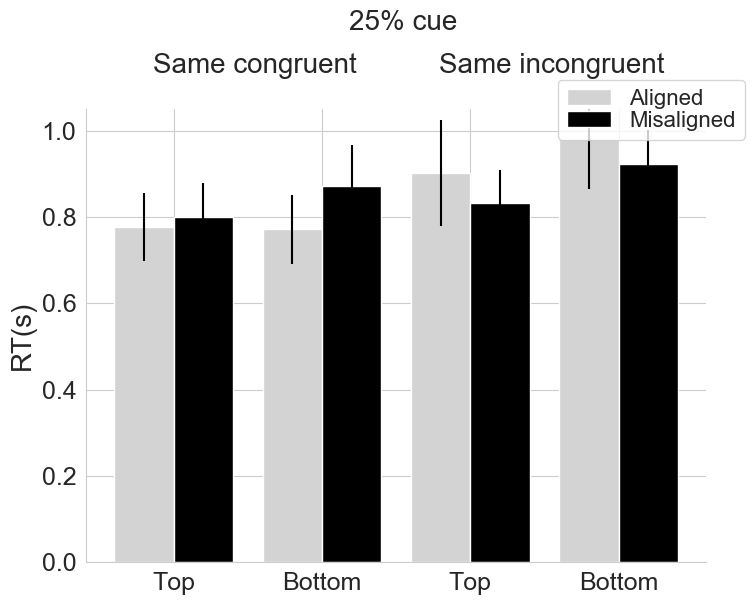 25% cue
Same congruent
Same incongruent
Aligned
Misaligned
1.0
0.8
0.6
0.4
0.2
0.0
RT(s)
Top
Bottom
Top
Bottom